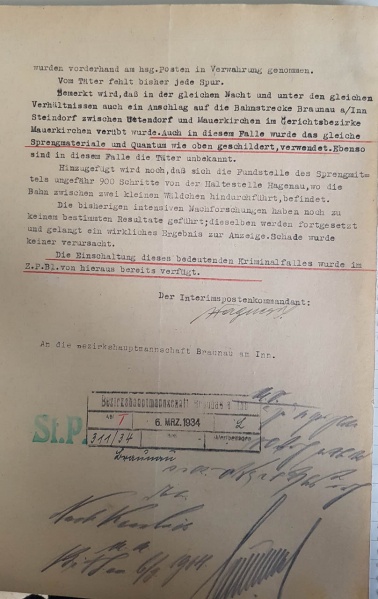 wurden vorderhand am hsg.Posten in Verwahrung genommen.
Vom Täter fehlt bisher jede Spur.
Bemerkt wird,daß in der gleichen Nacht und unter den gleichen
Verhältnissen auch ein Anschlag auf die Bahnstrecke Braunau a/Inn
Steindorf zwischen Uttendorf und Mauerkirchen im Gerichtsbezirke
Mauerkirchen verübt wurde.Auch in diesem Falle wurde das gleiche
Sprengmateriale und Quantum wie oben geschildert,verwendet.Ebenso
sind in diesem Falle die Täter unbekannt.
Hinzugefügt wird noch,daß sich die Fundstelle des Sprengmit=
tels ungefähr 900 Schritte von der Haltestelle Hagenau,wo die
Bahn zwischen zwei kleinen Wäldchen hindurchführt,befindet.
Die bisherigen intensiven Nachforschungen haben noch zu
keinem bestimmten Resultate geführt;dieselben werden fortgesetzt
und gelangt ein wirkliches Ergebnis zur Anzeige.Schade wurde
keiner verursacht.
Die Einschaltung dieses bedeutenden Kriminalfalles wurde im
Z.P.Bl.von hieraus bereits verfügt.
Der Interimspostenkommandant:
An die Bezirkshauptmannschaft Braunau am Inn.
Bezirkshauptmannschaft Braunau a. Inn
6. MRZ. 1934
St.P.
311/34
Braunau